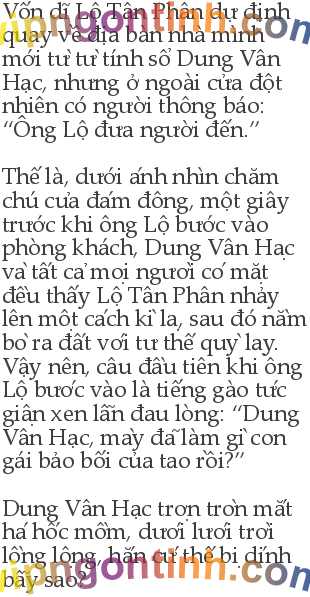 Vốn dĩ Lộ Tân Phân dự định
quay về địa bàn nhà mình
mới từ từ tính sổ Dung Vân
Hạc, nhưng ở ngoài cửa đột
nhiên có người thông báo:
“Ông Lộ đưa người đến.”
Thế là, dưới ánh nhìn chăm
chú của đám đông, một giây
trước khi ông Lộ bước vào
phòng khách, Dung Vân Hạc
và tất cả mọi người có mặt
đều thấy Lộ Tân Phân nhảy
lên một cách kì lạ, sau đó nằm
bò ra đất với tư thế quỳ lạy.
Vậy nên, câu đầu tiên khi ông
Lộ bước vào là tiếng gào tức
giận xen lẫn đau lòng: “Dung
Vân Hạc, mày đã làm gì con
gái bảo bối của tao rồi?”
Dung Vân Hạc trợn tròn mắt
há hốc mồm, dưới lưới trời
lồng lộng, hắn cứ thế bị dính
bẫy sao?
vipngontinh.com
vipngontinh.com